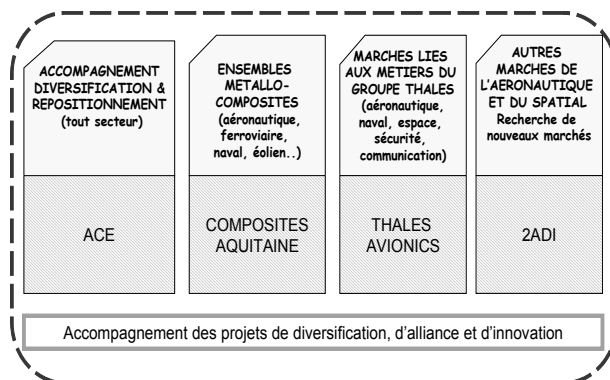 ACCOMPAGNEMENT
DIVERSIFICATION &
REPOSITIONNEMENT
(tout secteur)
ENSEMBLES
METALLO-
COMPOSITES
(aéronautique,
ferroviaire,
naval, éolien..)
MARCHES LIES
AUX METIERS DU
GROUPE THALES
(aéronautique,
naval, espace,
sécurité,
communication)
AUTRES
MARCHES DE
L'AERONAUTIQUE
ET DU SPATIAL
Recherche de
nouveaux marchés
ACE
COMPOSITES
AQUITAINE
THALES
AVIONICS
2ADI
Accompagnement des projets de diversification, d'alliance et d'innovation